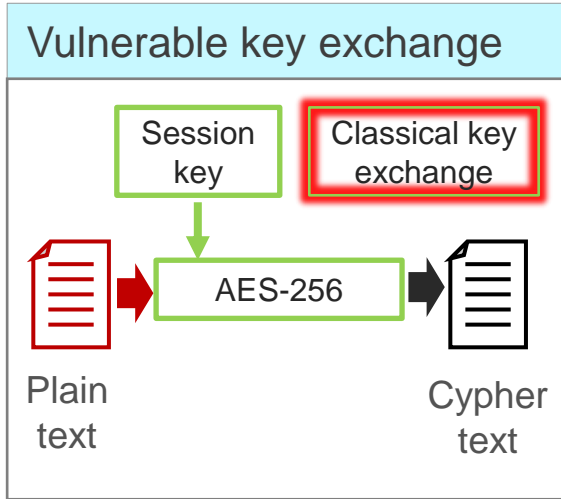 Vulnerable key exchange
Session
key
Classical key
exchange
AES-256
Plain
text
Cypher
text